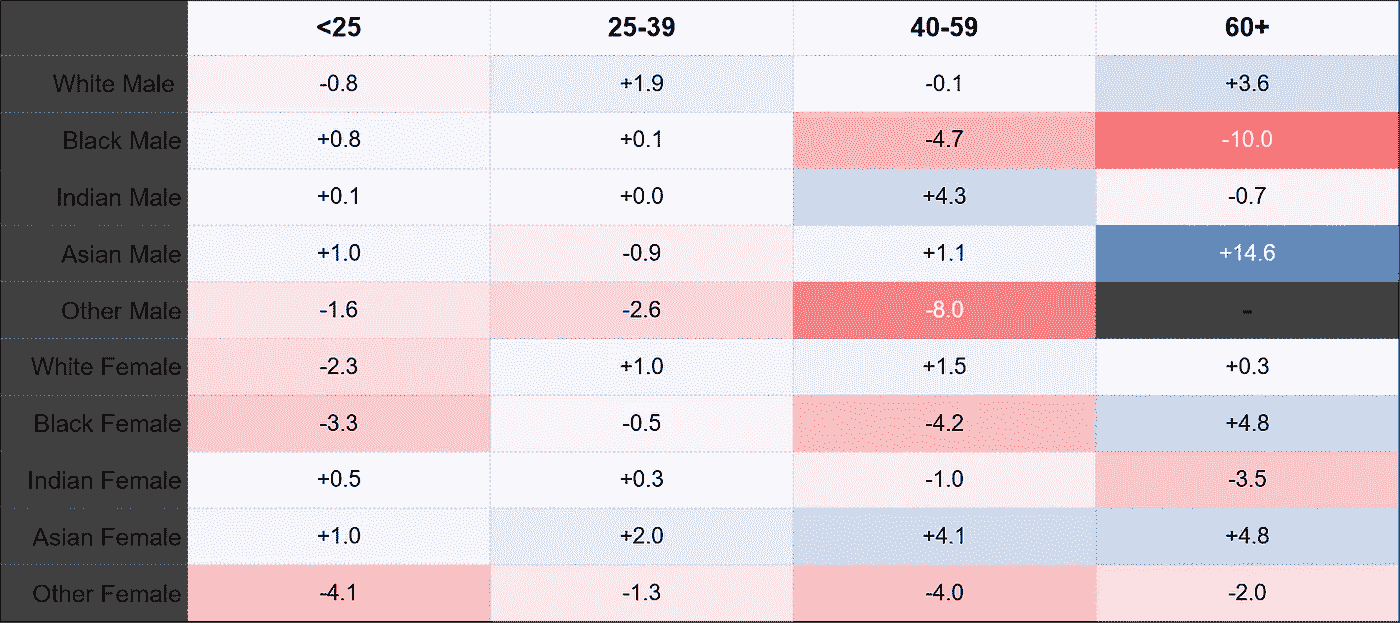 <25 25-39 40-59 60+
White Male -0.8 +1.9 -0.1 +3.6
Black Male +0.8 +0.1 -4.7 -10.0
Indian Male +0.1 +0.0 +4.3 -0.7
Asian Male +1.0 -0.9 +1.1 +14.6
Other Male -1.6 -2.6 -8.0 -
White Female -2.3 +1.0 +1.5 +0.3
Black Female -3.3 -0.5 -4.2 +4.8
Indian Female +0.5 +0.3 -1.0 -3.5
Asian Female +1.0 +2.0 +4.1 +4.8
Other Female -4.1 -1.3 -4.0 -2.0